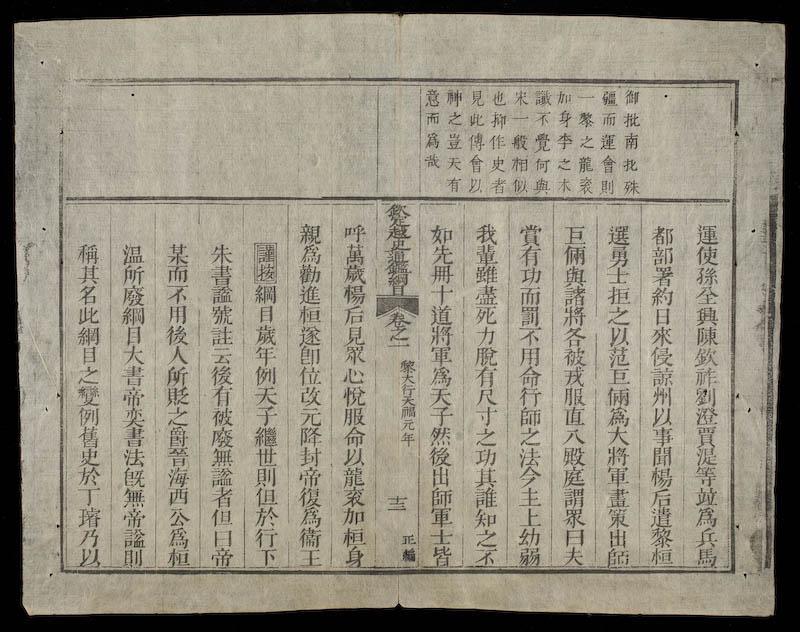 御批南北殊
疆而運會則
一黎之龍袞
加身李之木
讖不覺何與
宋一般相似
也抑作史者
見此傅會以
神之豈天有
意而為哉
運使孫全興陳欽祚劉澄賈湜等竝為兵馬
都部署約日來侵諒州以事聞楊后遣黎桓
選勇士拒之以范巨倆為大將軍畫策出師
巨倆與諸將各被戎服直入殿庭謂眾曰夫
賞有功而罰不用命行師之法今主上幼弱
我輩雖盡死力脫有尺寸之功其誰知之不
如先冊十道將軍為天子然後出師軍士皆
欽定越史通鑑綱目
卷之一
黎大行天福元年
十三
正編
呼萬歲楊后見眾心悅服命以龍袞加桓身
親為勸進桓遂卽位改元降封帝復為衞王
謹按綱目歲年例天子繼世則但於行下
朱書謚號註云後有破廢無謚者但曰帝
某而不用後人所貶之爵晉海西公為桓
溫所廢綱目大書帝奕書法旣無帝謚則
稱其名此綱目之變例舊史於丁璿乃以